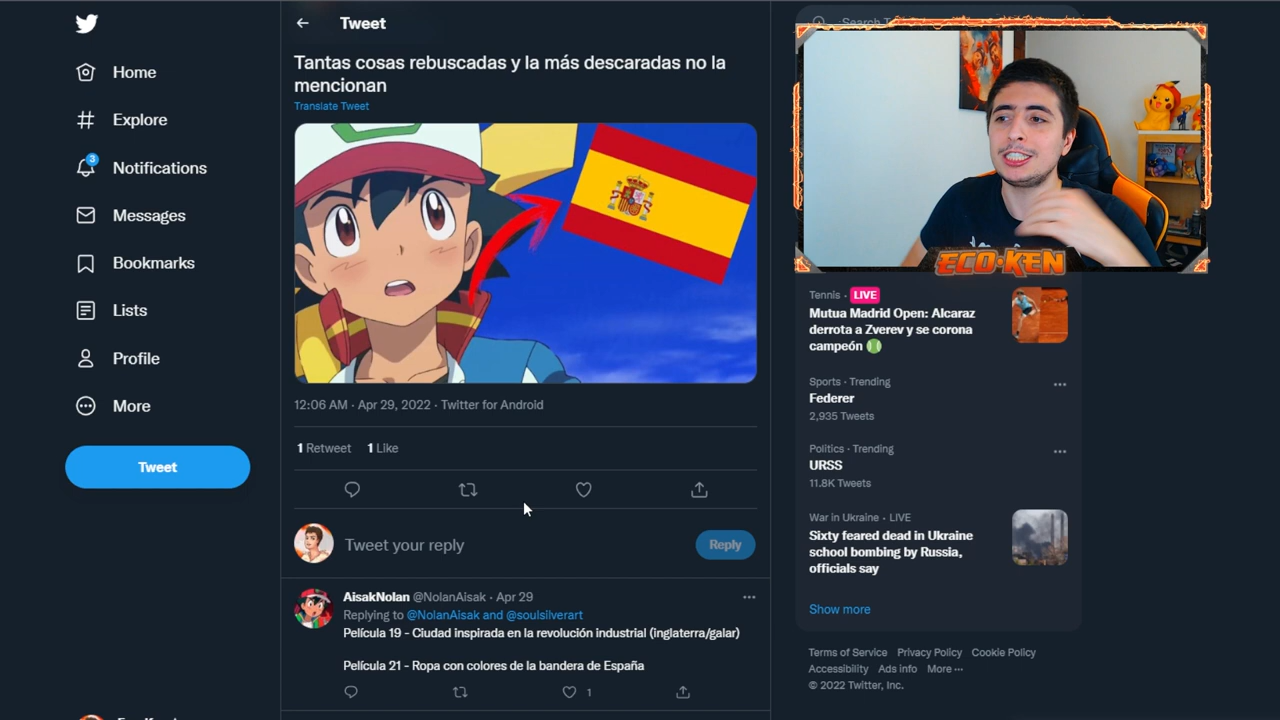 Tweet
Search T
Home
Explore
3
Notifications
Messages
Bookmarks
Lists
Profile
More
Tweet
Tantas cosas rebuscadas y la más descaradas no la
mencionan
Translate Tweet
12:06 AM · Apr 29, 2022 · Twitter for Android
1 Retweet 1 Like
Tweet your reply
Reply
AisakNolan @NolanAisak · Apr 29
Replying to @NolanAisak and @soulsilverart
Película 19 - Ciudad inspirada en la revolución industrial (inglaterra/galar)
Película 21 - Ropa con colores de la bandera de España
1
ECO·KEN
Tennis · LIVE
Mutua Madrid Open: Alcaraz
derrota a Zverev y se corona
campeón
Sports · Trending
Federer
2,935 Tweets
Politics · Trending
URSS
11.8K Tweets
War in Ukraine · LIVE
Sixty feared dead in Ukraine
school bombing by Russia,
officials say
Show more
Terms of Service Privacy Policy Cookie Policy
Accessibility Ads info More ···
© 2022 Twitter, Inc.